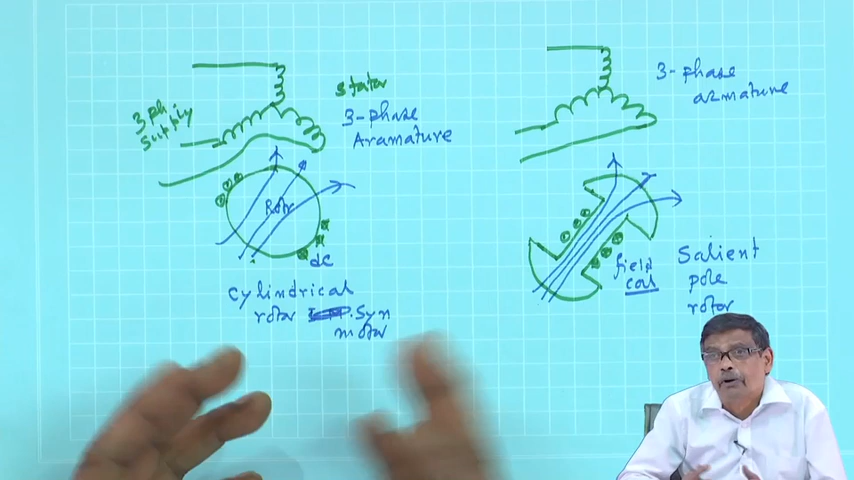 3 ph
supply
stator
3-phase
Aramature
Rotor
dc
cylindrical
rotor
Syn
motor
3-phase
armature
field
coil
Salient
pole
rotor